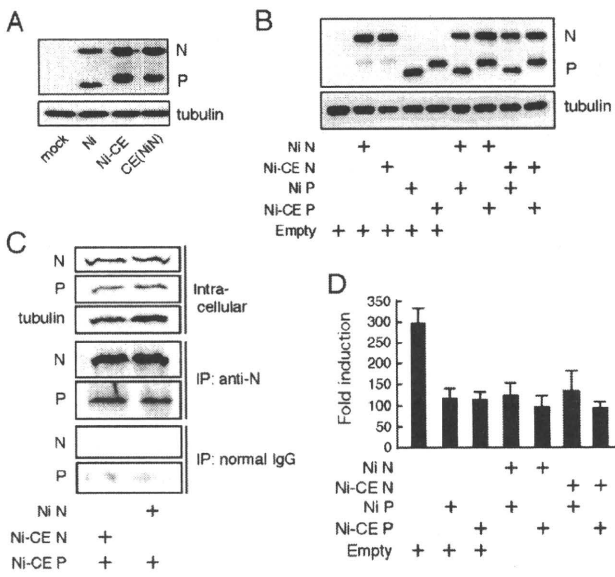 A
N
P
tubulin
mock
Ni
Ni-CE
CE(NiN)
B
N
P
tubulin
Ni N + + +
Ni-CE N + + +
Ni P + + +
Ni-CE P + + +
Empty + + + + +
C
N
P
tubulin
Intra-
cellular
N
P
IP: anti-N
N
P
IP: normal IgG
Ni N +
Ni-CE N +
Ni-CE P + +
D
Fold induction
350
300
250
200
150
100
50
0
Ni N + +
Ni-CE N + +
Ni P + + +
Ni-CE P + + +
Empty + + +